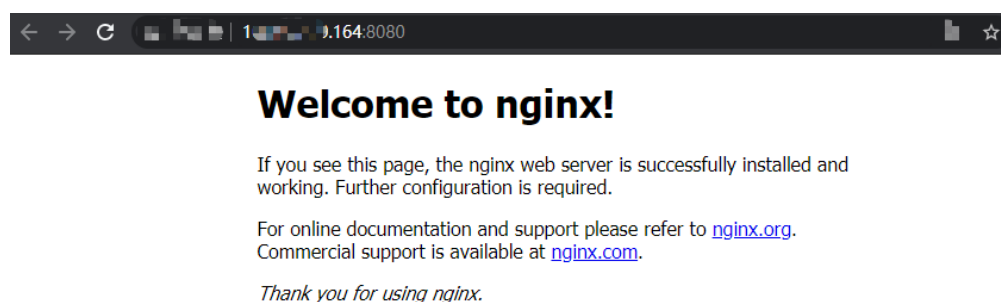 .164:8080
Welcome to nginx!
If you see this page, the nginx web server is successfully installed and
working. Further configuration is required.
For online documentation and support please refer to nginx.org.
Commercial support is available at nginx.com.
Thank you for using nginx.